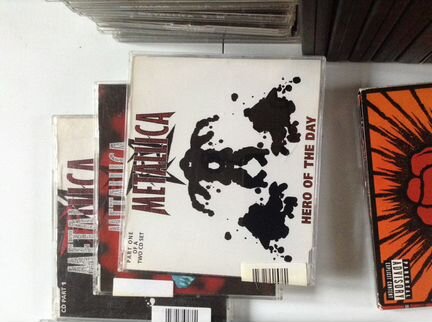 METALLICA
HERO OF THE DAY
PART ONE
OF A
TWO CD SET
METALLICA
METALLICA
CD PART 1
PARENTAL
ADVISORY
EXPLICIT CONTENT